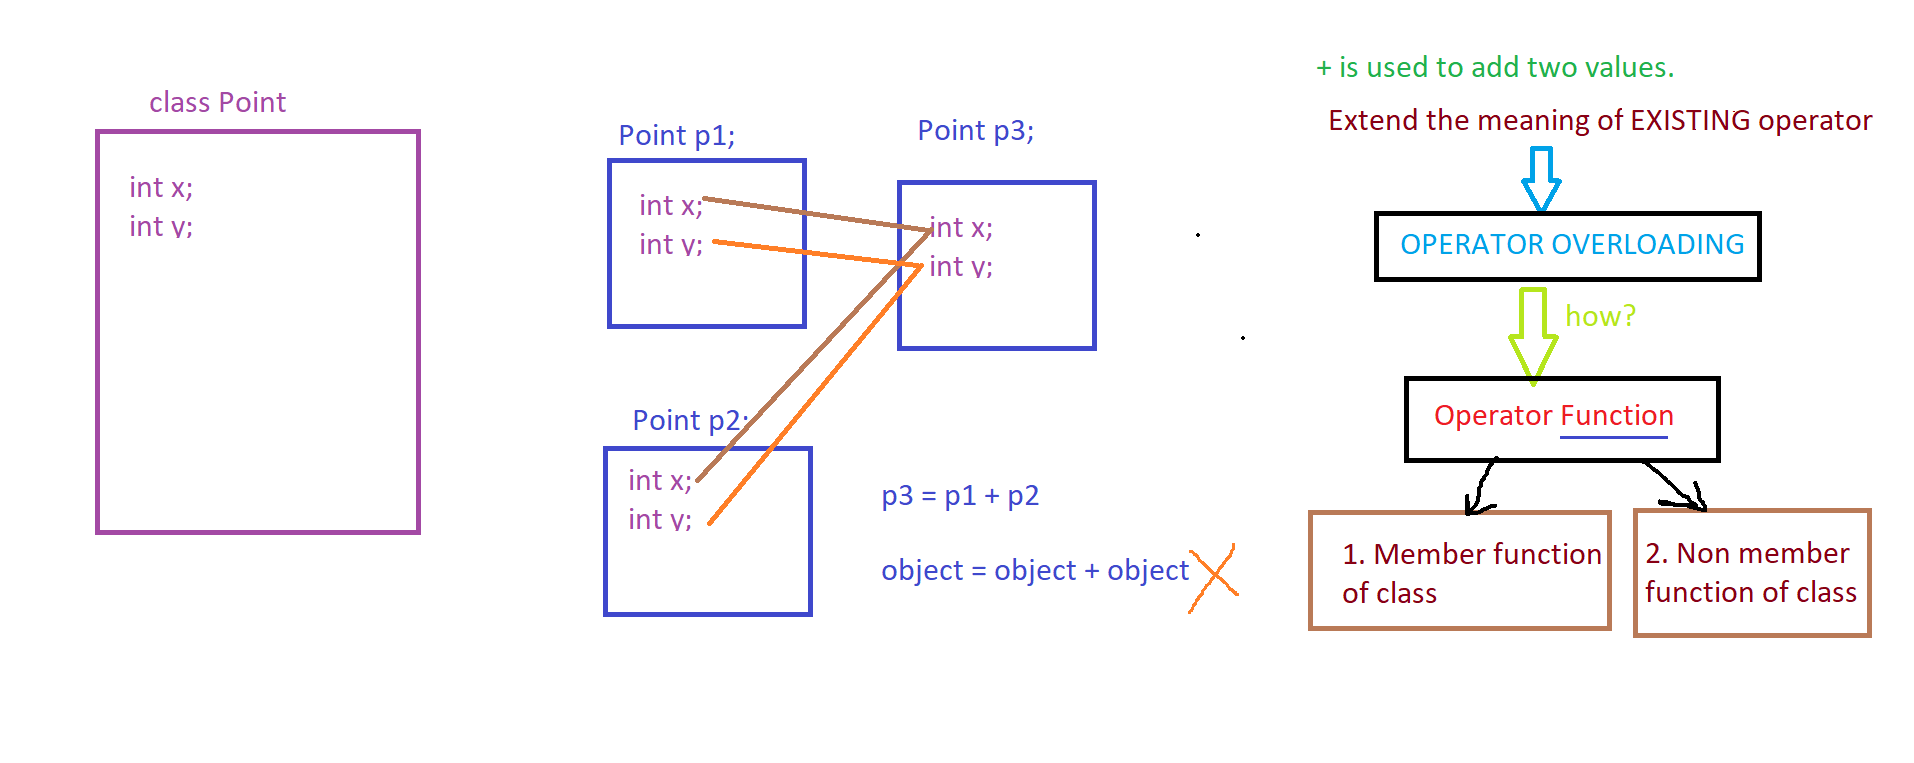 class Point
int x;
int y;
Point p1;
int x;
int y;
Point p3;
int x;
int y;
Point p2;
int x;
int y;
p3 = p1 + p2
object = object + object
+ is used to add two values.
Extend the meaning of EXISTING operator
OPERATOR OVERLOADING
how?
Operator Function
1. Member function
of class
2. Non member
function of class